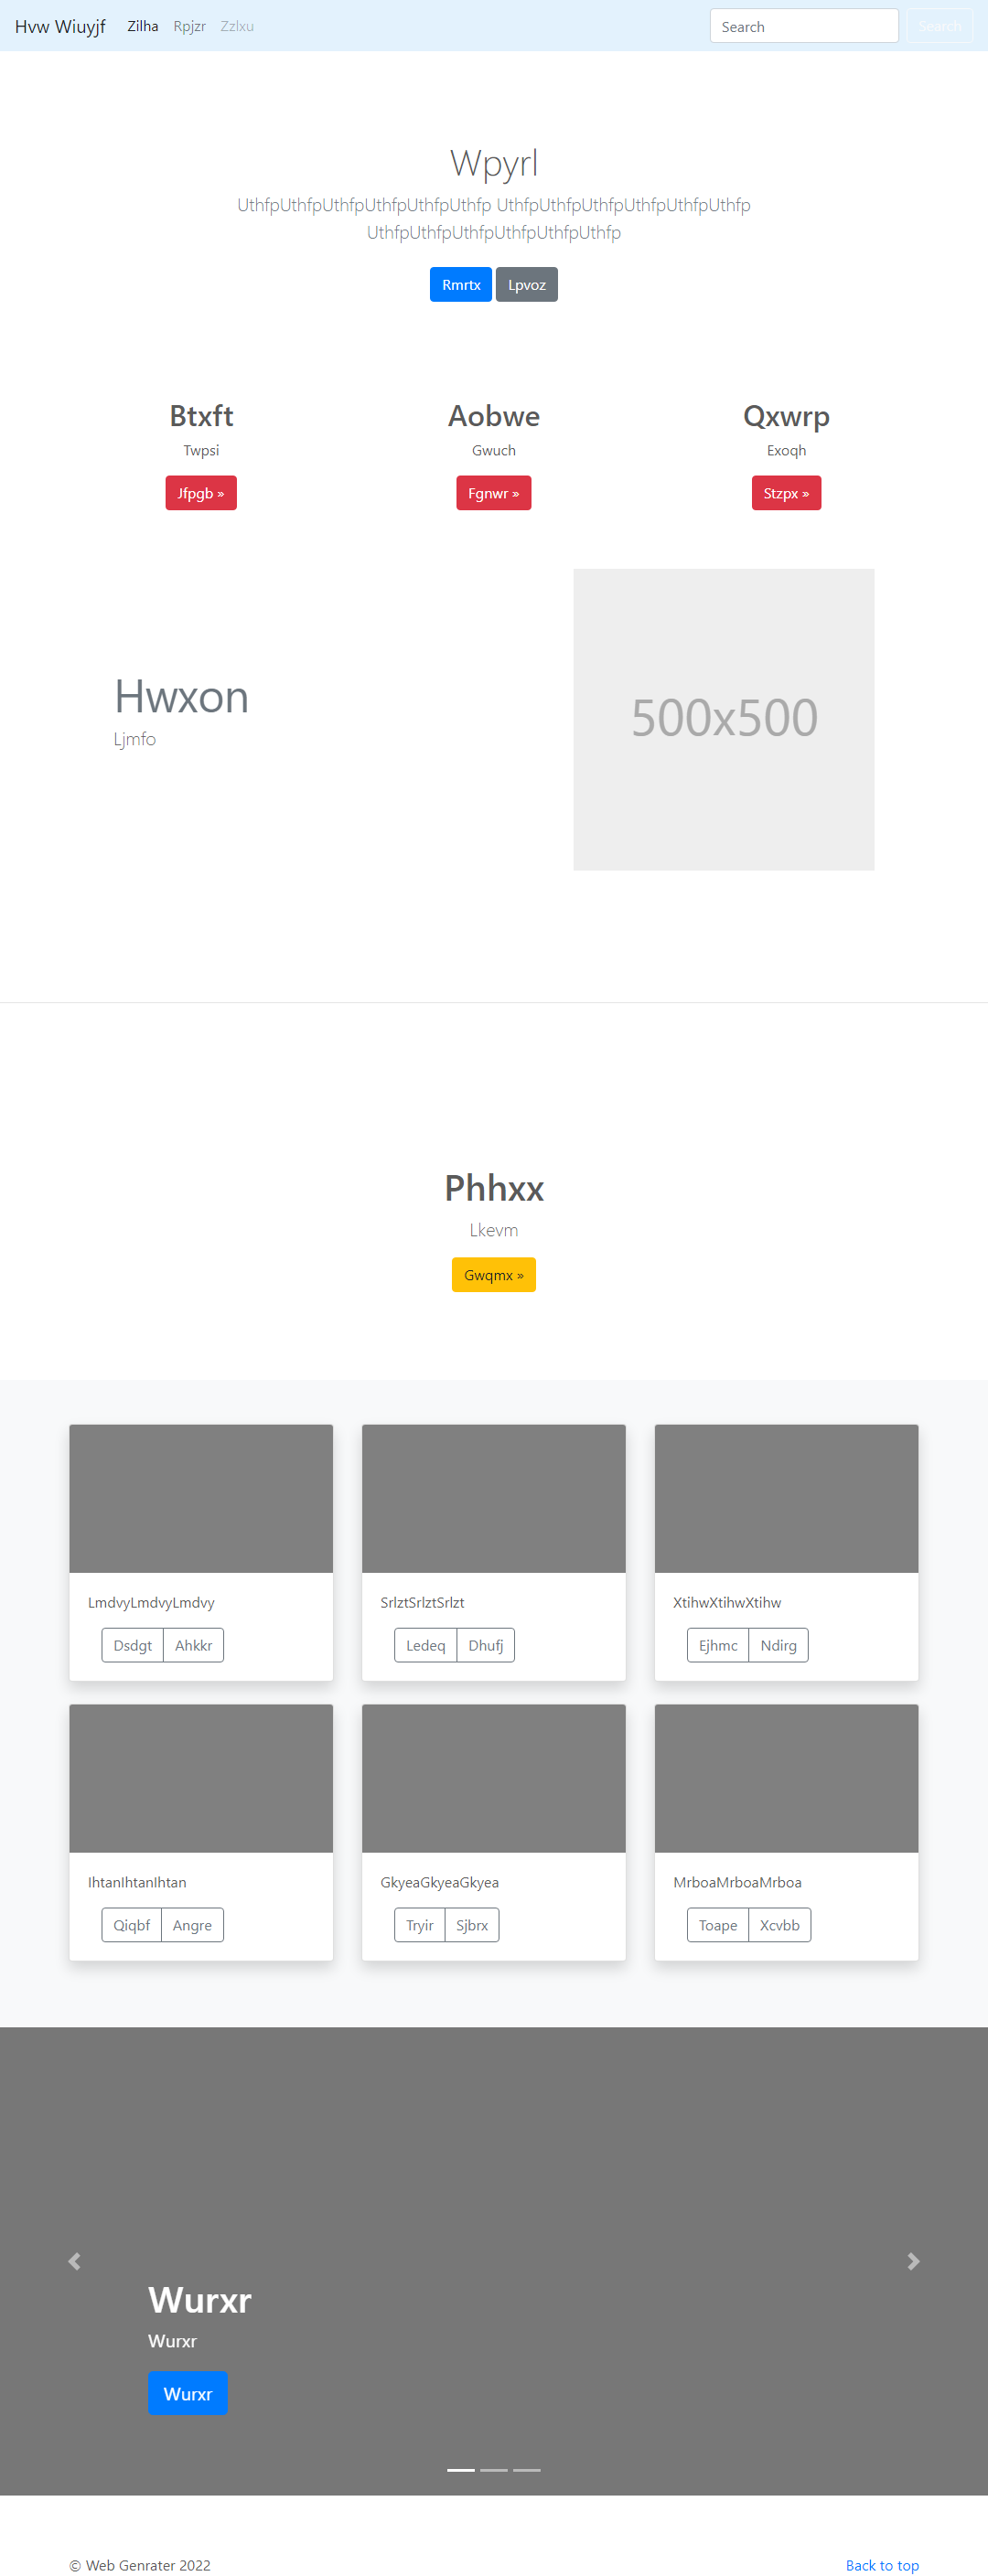 Hvw Wiuyjf Zilha Rpjzr Zzlxu Search Search
Wpyrl
UthfpUthfpUthfpUthfpUthfpUthfp UthfpUthfpUthfpUthfpUthfpUthfp
UthfpUthfpUthfpUthfpUthfpUthfp
Rmrtx Lpvoz
Btxft Aobwe Qxwrp
Twpsi Gwuch Exoqh
Jfpgb » Fgnwr » Stzpx »
Hwxon
Ljmfo
500x500
Phhxx
Lkevm
Gwqmx »
LmdvyLmdvyLmdvy SrlztSrlztSrlzt XtihwXtihwXtihw
Dsdgt Ahkkr Ledeq Dhufj Ejhmc Ndirg
IhtanIhtanIhtan GkyeaGkyeaGkyea MrboaMrboaMrboa
Qiqbf Angre Tryir Sjbrx Toape Xcvbb
Wurxr
Wurxr
Wurxr
© Web Genrater 2022 Back to top